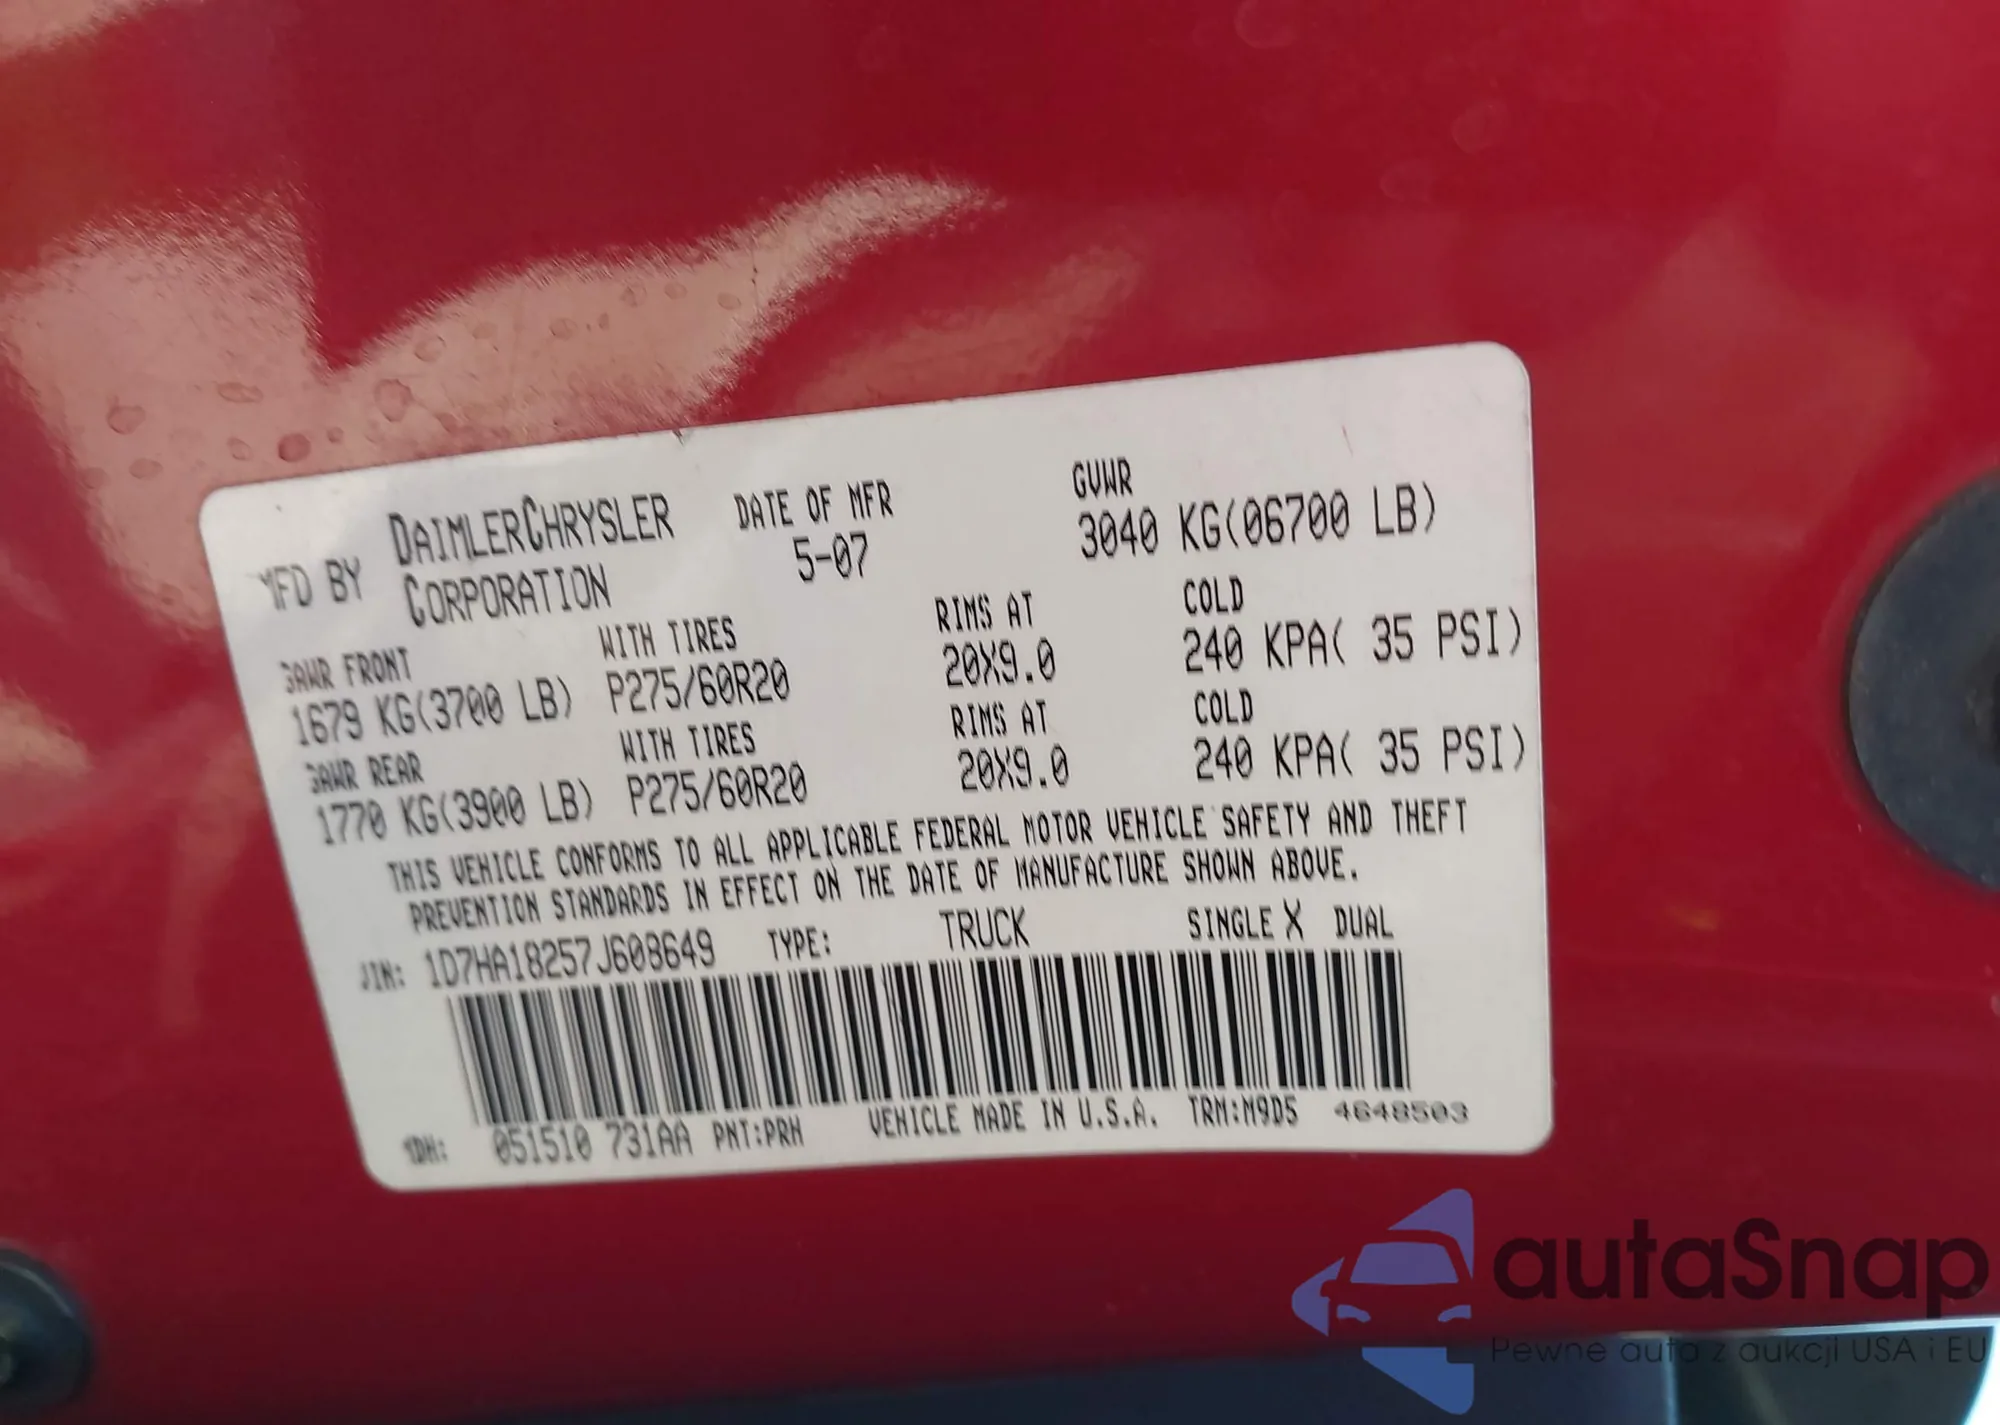 MFD BY DAIMLERCHRYSLER CORPORATION DATE OF MFR 5-07 GVWR 3040 KG(06700 LB)
GAWR FRONT WITH TIRES RIMS AT COLD
1679 KG(3700 LB) P275/60R20 20X9.0 240 KPA( 35 PSI)
GAWR REAR WITH TIRES RIMS AT COLD
1770 KG(3900 LB) P275/60R20 20X9.0 240 KPA( 35 PSI)
THIS VEHICLE CONFORMS TO ALL APPLICABLE FEDERAL MOTOR VEHICLE SAFETY AND THEFT
PREVENTION STANDARDS IN EFFECT ON THE DATE OF MANUFACTURE SHOWN ABOVE.
VIN: 1D7HA18257J608649 TYPE: TRUCK SINGLE X DUAL
MDH: 051510 731AA PNT:PRH VEHICLE MADE IN U.S.A. TRM:M9D5 4648503
autaSnap
Pewne auta z aukcji USA i EU